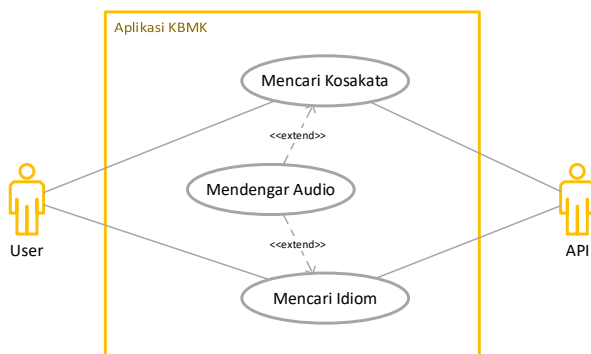 Aplikasi KBMK
Mencari Kosakata
<<extend>>
Mendengar Audio
User
API
<<extend>>
Mencari Idiom